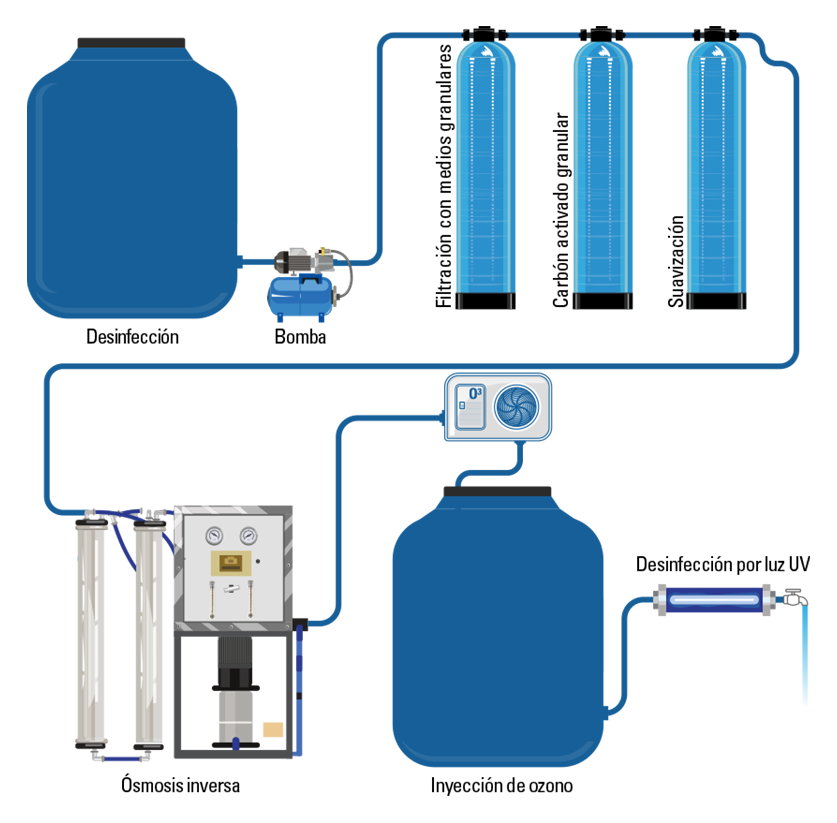 Filtración con medios granulares
Carbón activado granular
Suavización
Desinfección
Bomba
O³
Desinfección por luz UV
Ósmosis inversa
Inyección de ozono